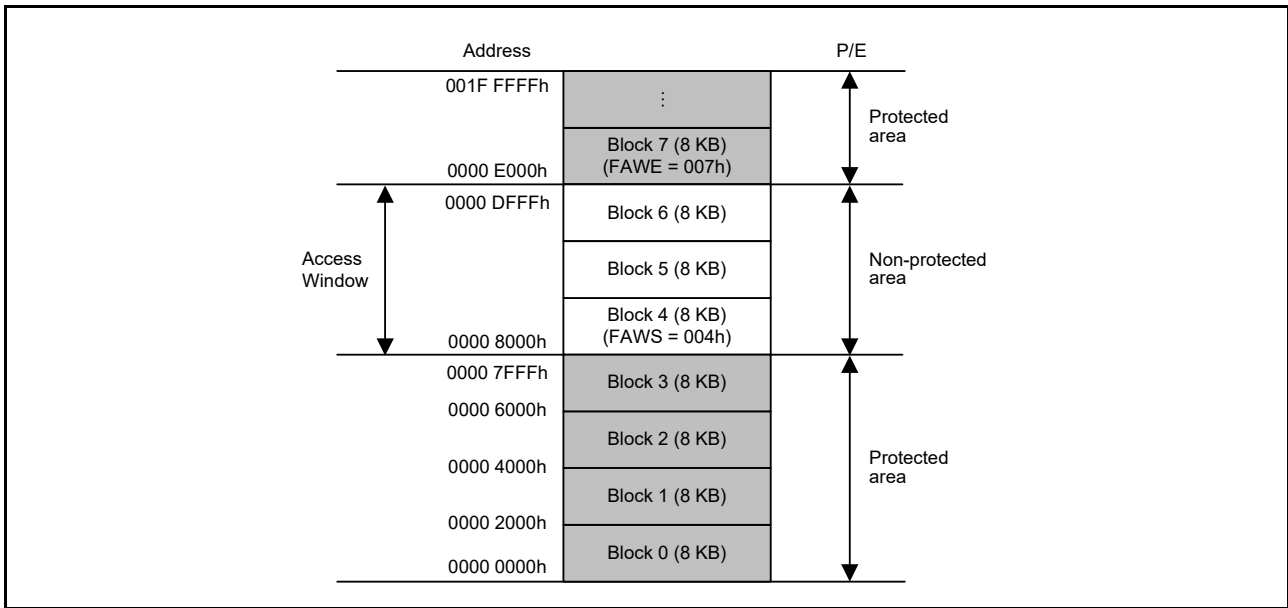 Address
P/E
001F FFFFh
⋮
Protected
area
Block 7 (8 KB)
(FAWE = 007h)
0000 E000h
0000 DFFFh
Block 6 (8 KB)
Access
Window
Block 5 (8 KB)
Non-protected
area
Block 4 (8 KB)
(FAWS = 004h)
0000 8000h
0000 7FFFh
Block 3 (8 KB)
0000 6000h
Block 2 (8 KB)
0000 4000h
Protected
area
Block 1 (8 KB)
0000 2000h
Block 0 (8 KB)
0000 0000h